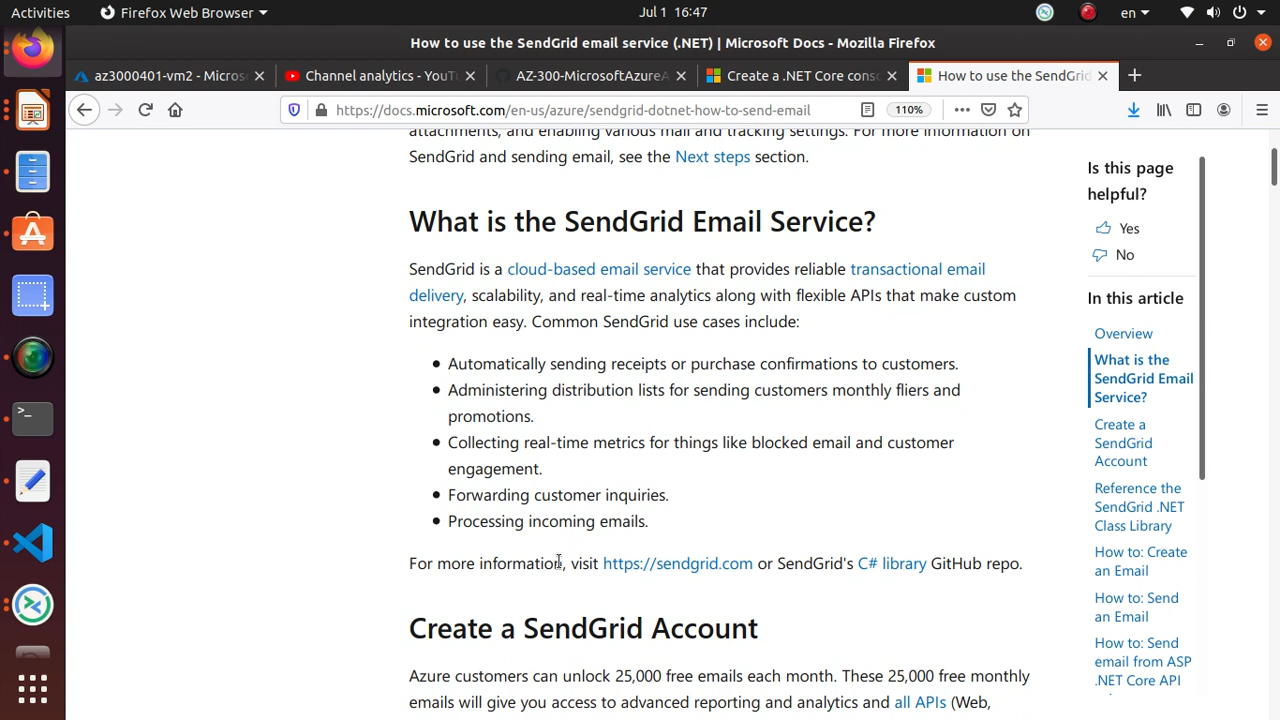 Activities
Firefox Web Browser
Jul 1 16:47
en
How to use the SendGrid email service (.NET) | Microsoft Docs - Mozilla Firefox
az3000401-vm2 - Micros
Channel analytics - YouT
AZ-300-MicrosoftAzureA
Create a .NET Core cons
How to use the SendGrid
https://docs.microsoft.com/en-us/azure/sendgrid-dotnet-how-to-send-email
110%
attachments, and enabling various mail and tracking settings. For more information on
SendGrid and sending email, see the Next steps section.
What is the SendGrid Email Service?
SendGrid is a cloud-based email service that provides reliable transactional email
delivery, scalability, and real-time analytics along with flexible APIs that make custom
integration easy. Common SendGrid use cases include:
Automatically sending receipts or purchase confirmations to customers.
Administering distribution lists for sending customers monthly fliers and
promotions.
Collecting real-time metrics for things like blocked email and customer
engagement.
Forwarding customer inquiries.
Processing incoming emails.
For more information, visit https://sendgrid.com or SendGrid's C# library GitHub repo.
Create a SendGrid Account
Azure customers can unlock 25,000 free emails each month. These 25,000 free monthly
emails will give you access to advanced reporting and analytics and all APIs (Web,
Is this page
helpful?
Yes
No
In this article
Overview
What is the
SendGrid Email
Service?
Create a
SendGrid
Account
Reference the
SendGrid .NET
Class Library
How to: Create
an Email
How to: Send
an Email
How to: Send
email from ASP
.NET Core API